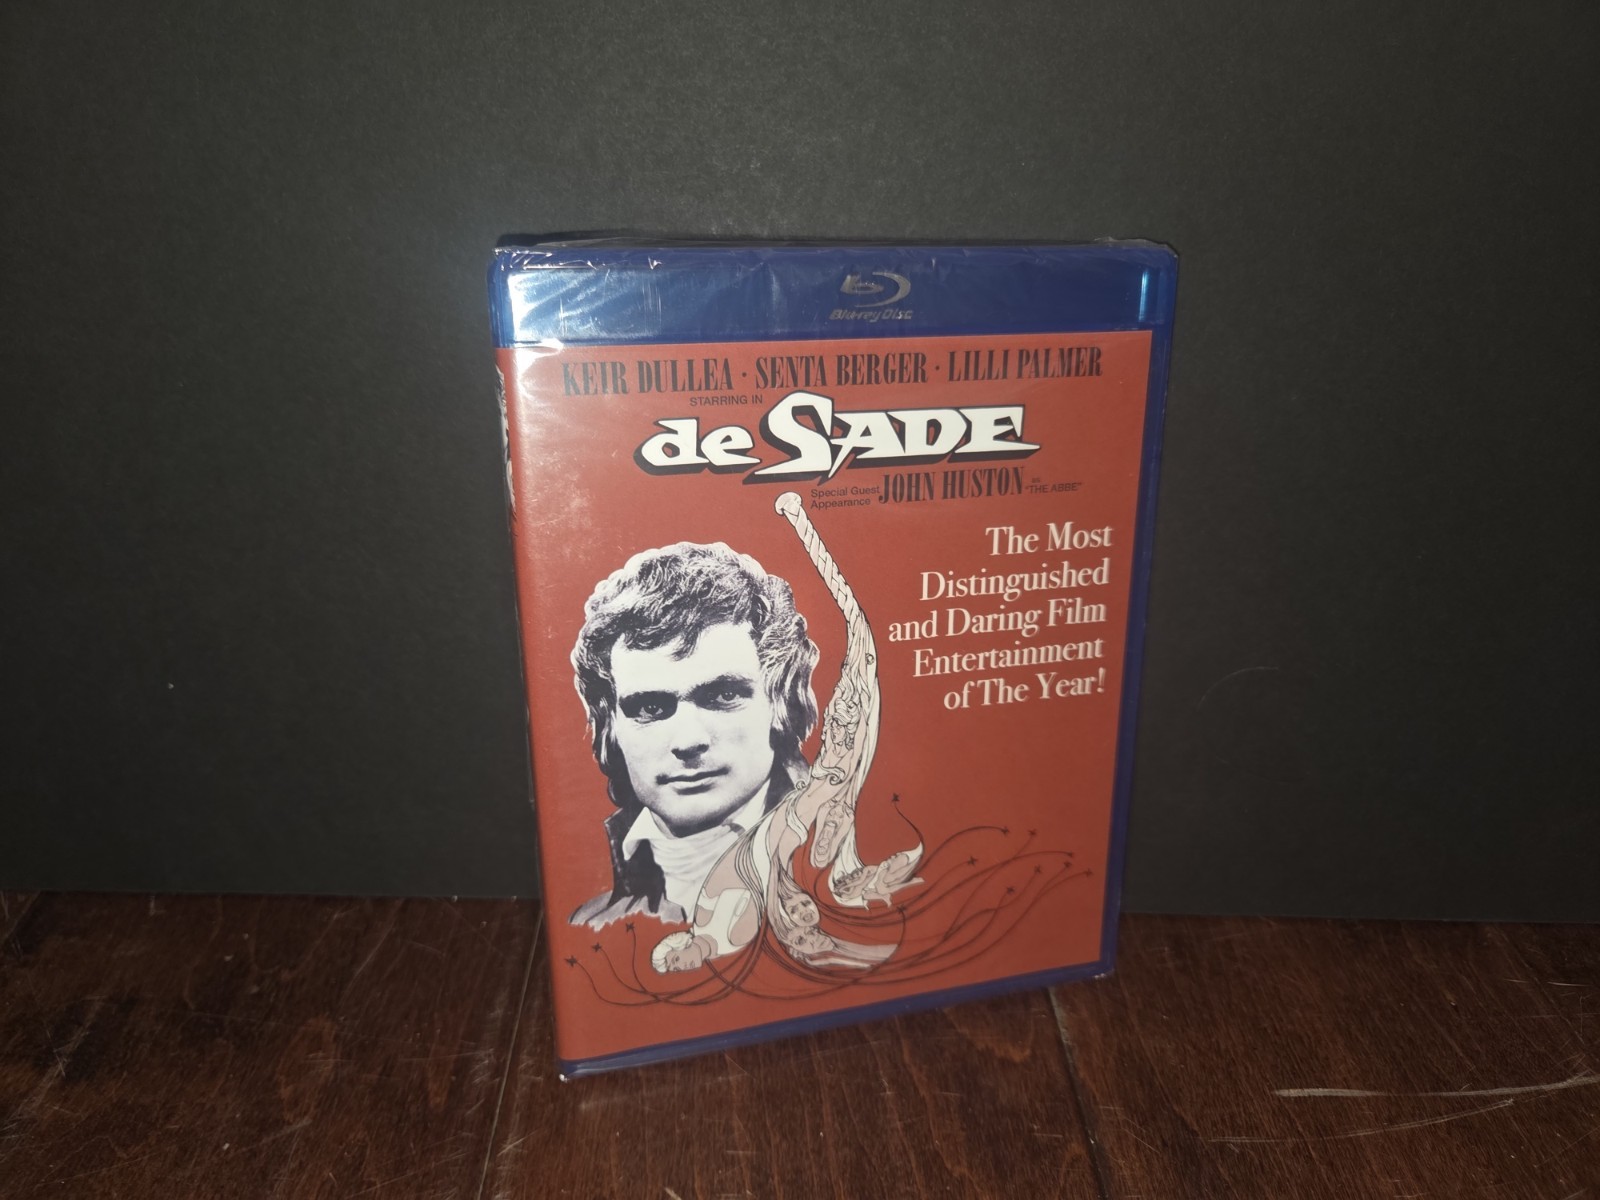 Blu-ray Disc
KEIR DULLEA · SENTA BERGER · LILLI PALMER
STARRING IN
de SADE
Special Guest Appearance JOHN HUSTON as "THE ABBE"
The Most
Distinguished
and Daring Film
Entertainment
of The Year!